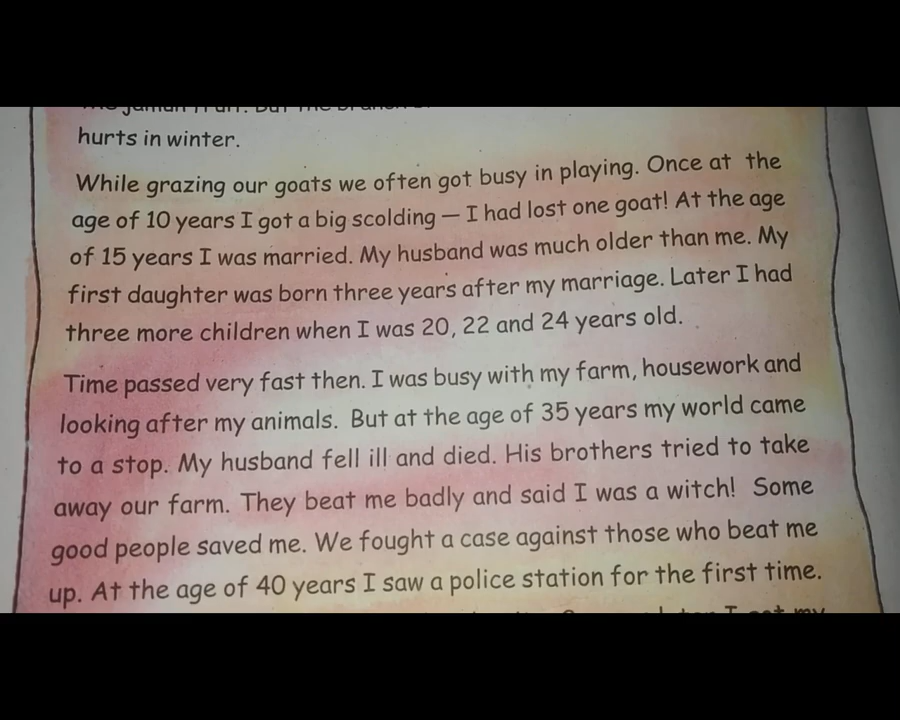 hurts in winter.
While grazing our goats we often got busy in playing. Once at the
age of 10 years I got a big scolding — I had lost one goat! At the age
of 15 years I was married. My husband was much older than me. My
first daughter was born three years after my marriage. Later I had
three more children when I was 20, 22 and 24 years old.
Time passed very fast then. I was busy with my farm, housework and
looking after my animals. But at the age of 35 years my world came
to a stop. My husband fell ill and died. His brothers tried to take
away our farm. They beat me badly and said I was a witch! Some
good people saved me. We fought a case against those who beat me
up. At the age of 40 years I saw a police station for the first time.